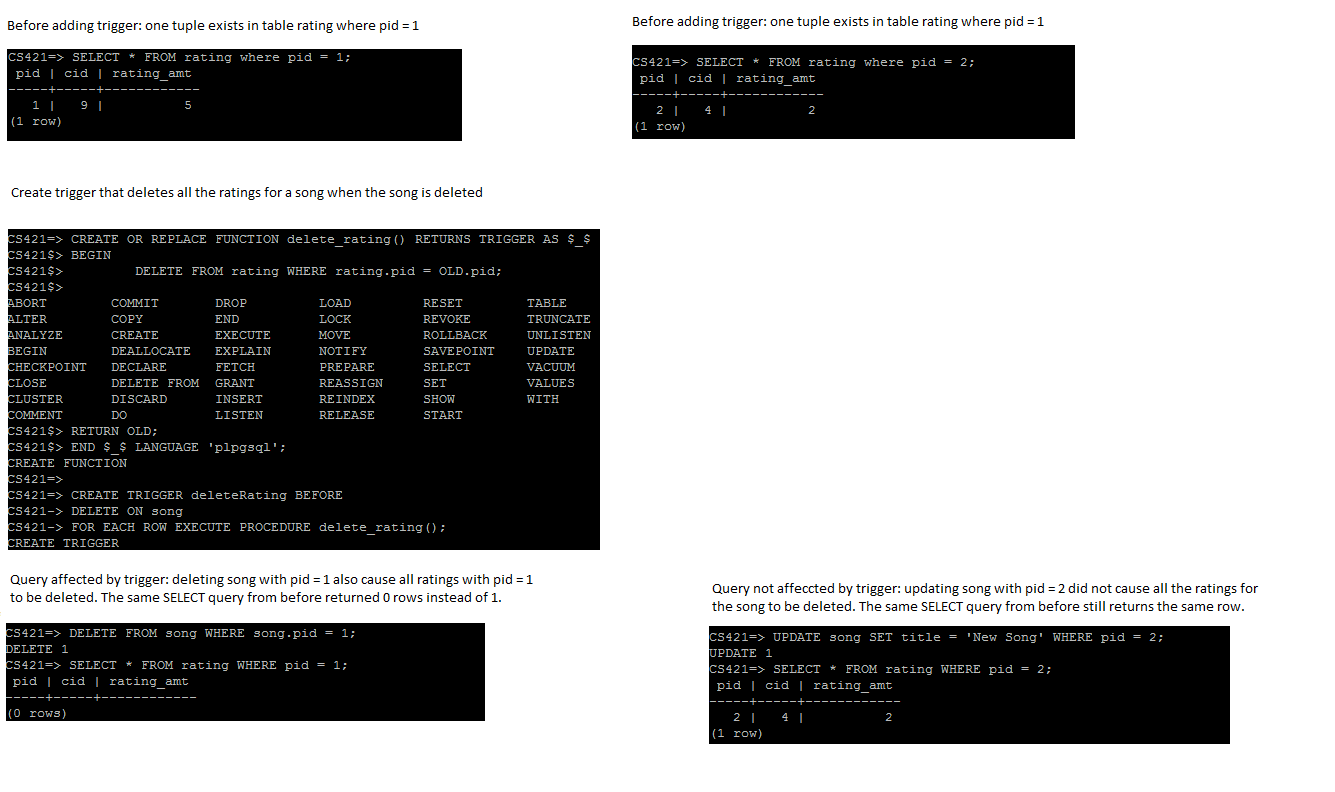 Before adding trigger: one tuple exists in table rating where pid = 1
CS421=> SELECT * FROM rating where pid = 1;
 pid | cid | rating_amt
-----+-----+------------
   1 |   9 |          5
(1 row)
Before adding trigger: one tuple exists in table rating where pid = 1
CS421=> SELECT * FROM rating where pid = 2;
 pid | cid | rating_amt
-----+-----+------------
   2 |   4 |          2
(1 row)
Create trigger that deletes all the ratings for a song when the song is deleted
CS421=> CREATE OR REPLACE FUNCTION delete_rating() RETURNS TRIGGER AS $_$
CS421$> BEGIN
CS421$>         DELETE FROM rating WHERE rating.pid = OLD.pid;
CS421$>
ABORT        COMMIT       DROP         LOAD         RESET        TABLE
ALTER        COPY         END          LOCK         REVOKE       TRUNCATE
ANALYZE      CREATE       EXECUTE      MOVE         ROLLBACK     UNLISTEN
BEGIN        DEALLOCATE   EXPLAIN      NOTIFY       SAVEPOINT    UPDATE
CHECKPOINT   DECLARE      FETCH        PREPARE      SELECT       VACUUM
CLOSE        DELETE FROM  GRANT        REASSIGN     SET          VALUES
CLUSTER      DISCARD      INSERT       REINDEX      SHOW         WITH
COMMENT      DO           LISTEN       RELEASE      START
CS421$> RETURN OLD;
CS421$> END $_$ LANGUAGE 'plpgsql';
CREATE FUNCTION
CS421=>
CS421=> CREATE TRIGGER deleteRating BEFORE
CS421-> DELETE ON song
CS421-> FOR EACH ROW EXECUTE PROCEDURE delete_rating();
CREATE TRIGGER
Query affected by trigger: deleting song with pid = 1 also cause all ratings with pid = 1
to be deleted. The same SELECT query from before returned 0 rows instead of 1.
CS421=> DELETE FROM song WHERE song.pid = 1;
DELETE 1
CS421=> SELECT * FROM rating WHERE pid = 1;
 pid | cid | rating_amt
-----+-----+------------
(0 rows)
Query not affeccted by trigger: updating song with pid = 2 did not cause all the ratings for
the song to be deleted. The same SELECT query from before still returns the same row.
CS421=> UPDATE song SET title = 'New Song' WHERE pid = 2;
UPDATE 1
CS421=> SELECT * FROM rating WHERE pid = 2;
 pid | cid | rating_amt
-----+-----+------------
   2 |   4 |          2
(1 row)